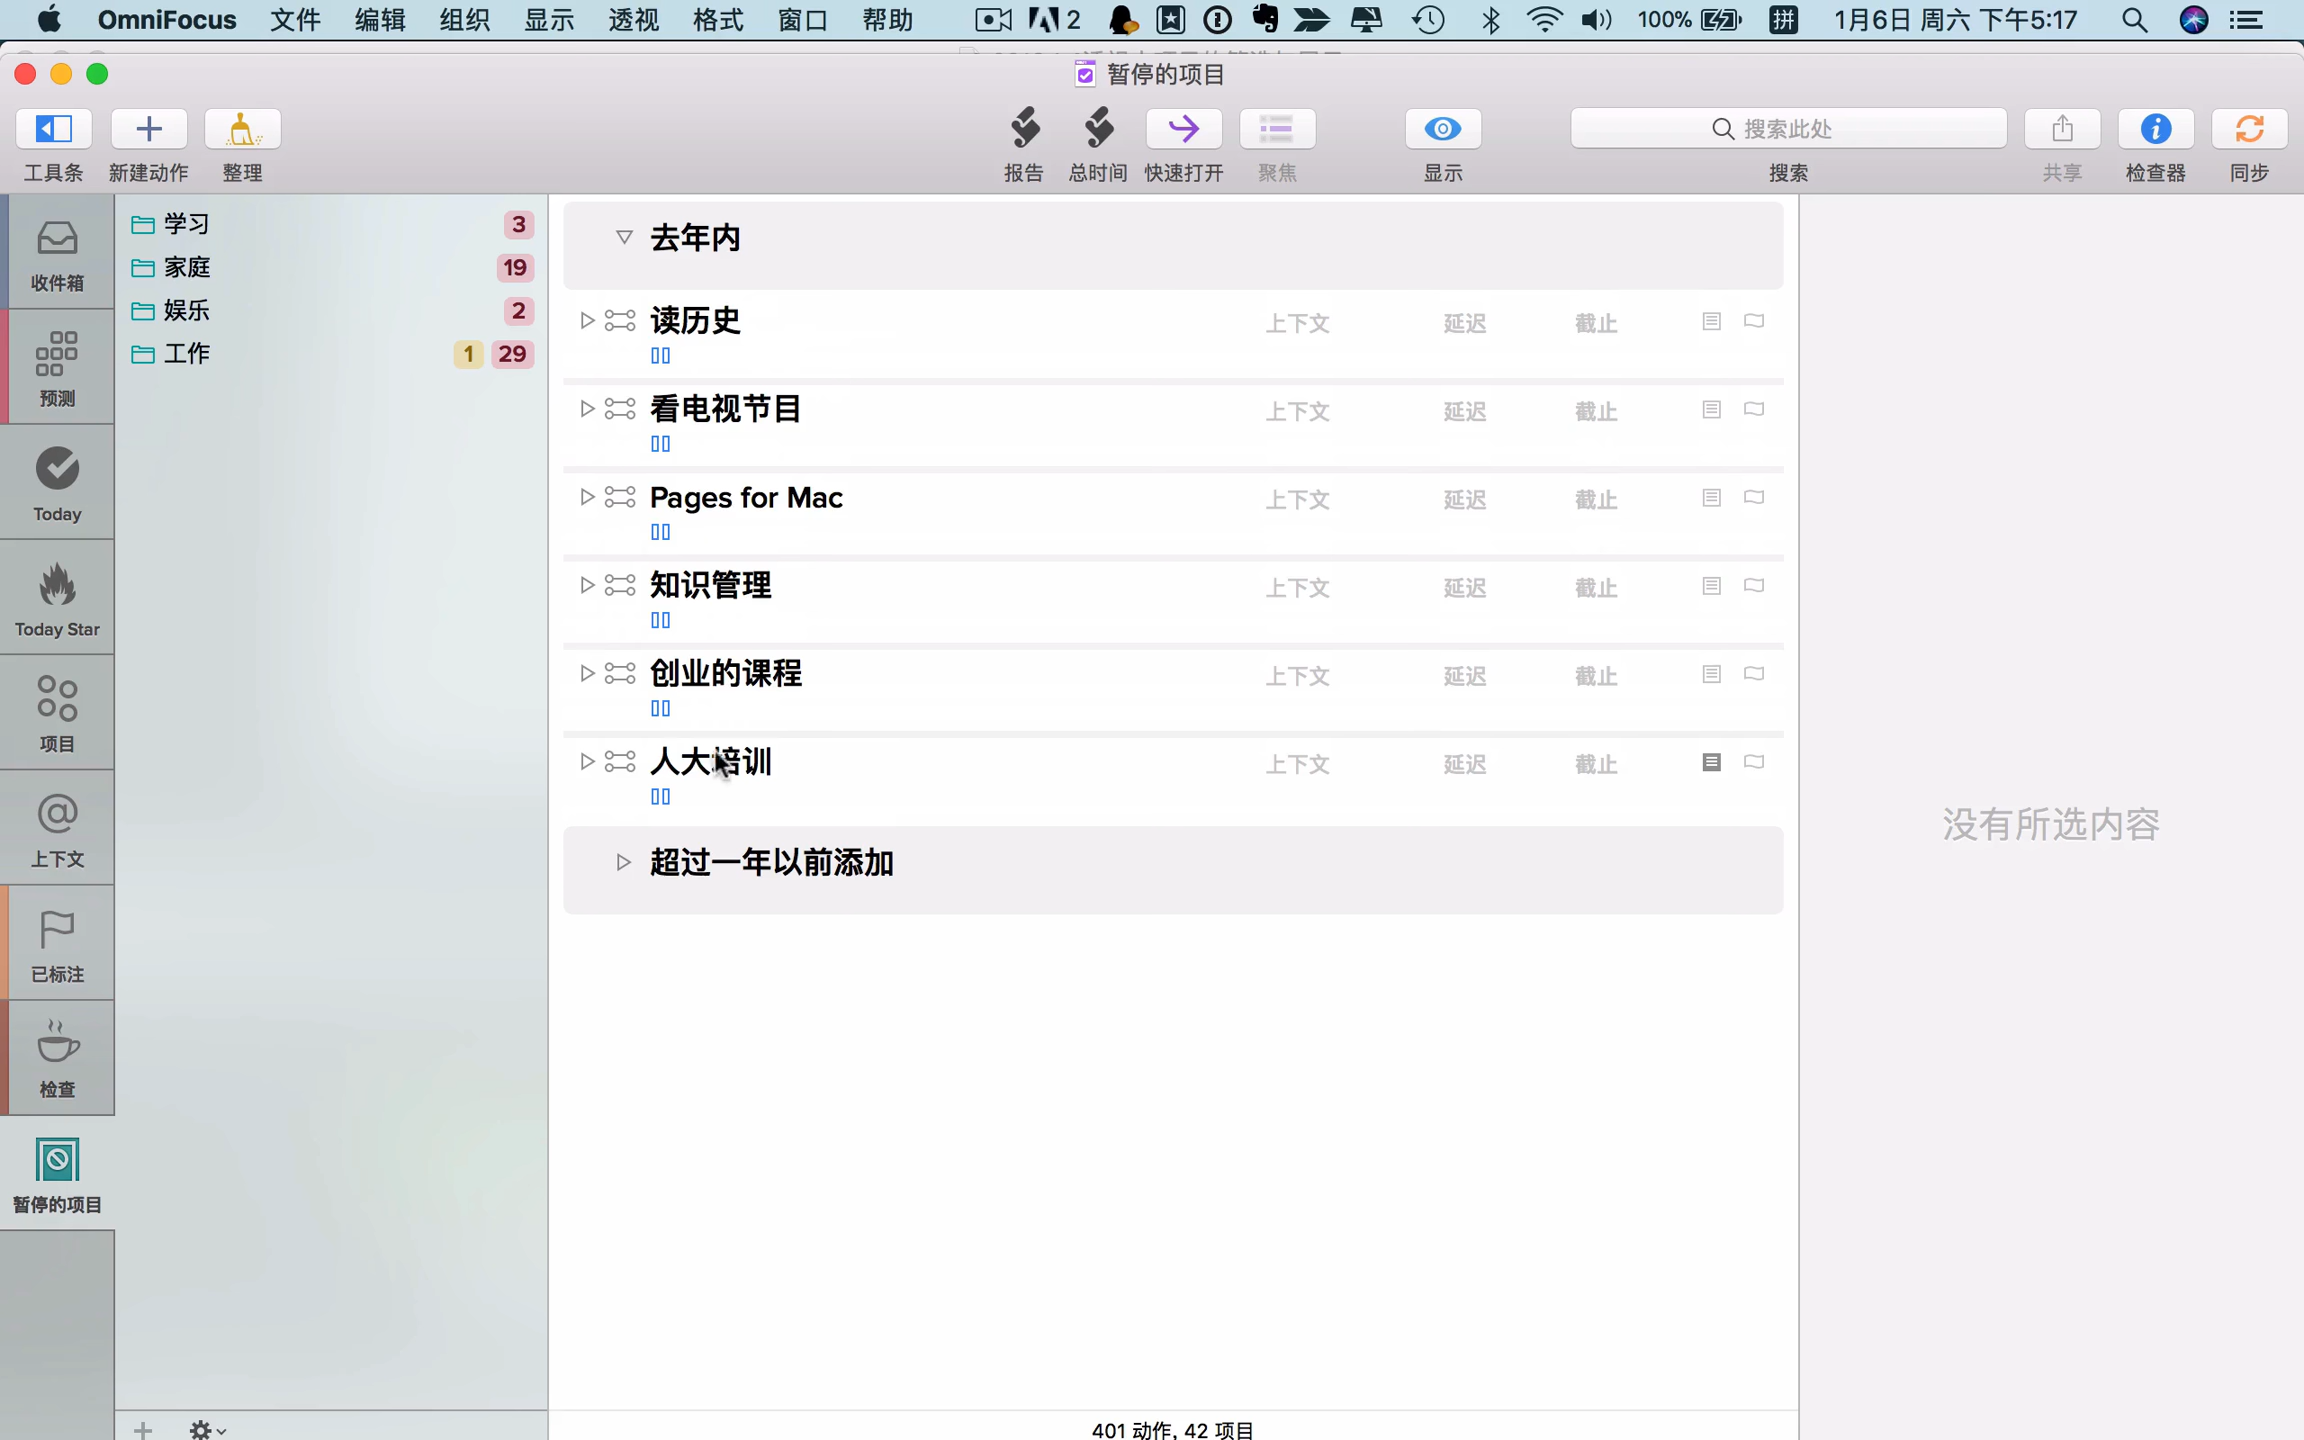 OmniFocus 文件 编辑 组织 显示 透视 格式 窗口 帮助 2 100% 拼 1月6日 周六 下午5:17
暂停的项目
搜索此处
工具条 新建动作 整理 报告 总时间 快速打开 聚焦 显示 搜索 共享 检查器 同步
收件箱
预测
Today
Today Star
项目
上下文
已标注
检查
暂停的项目
学习 3
家庭 19
娱乐 2
工作 1 29
去年内
读历史 上下文 延迟 截止
看电视节目 上下文 延迟 截止
Pages for Mac 上下文 延迟 截止
知识管理 上下文 延迟 截止
创业的课程 上下文 延迟 截止
人大培训 上下文 延迟 截止
超过一年以前添加
没有所选内容
401 动作, 42 项目